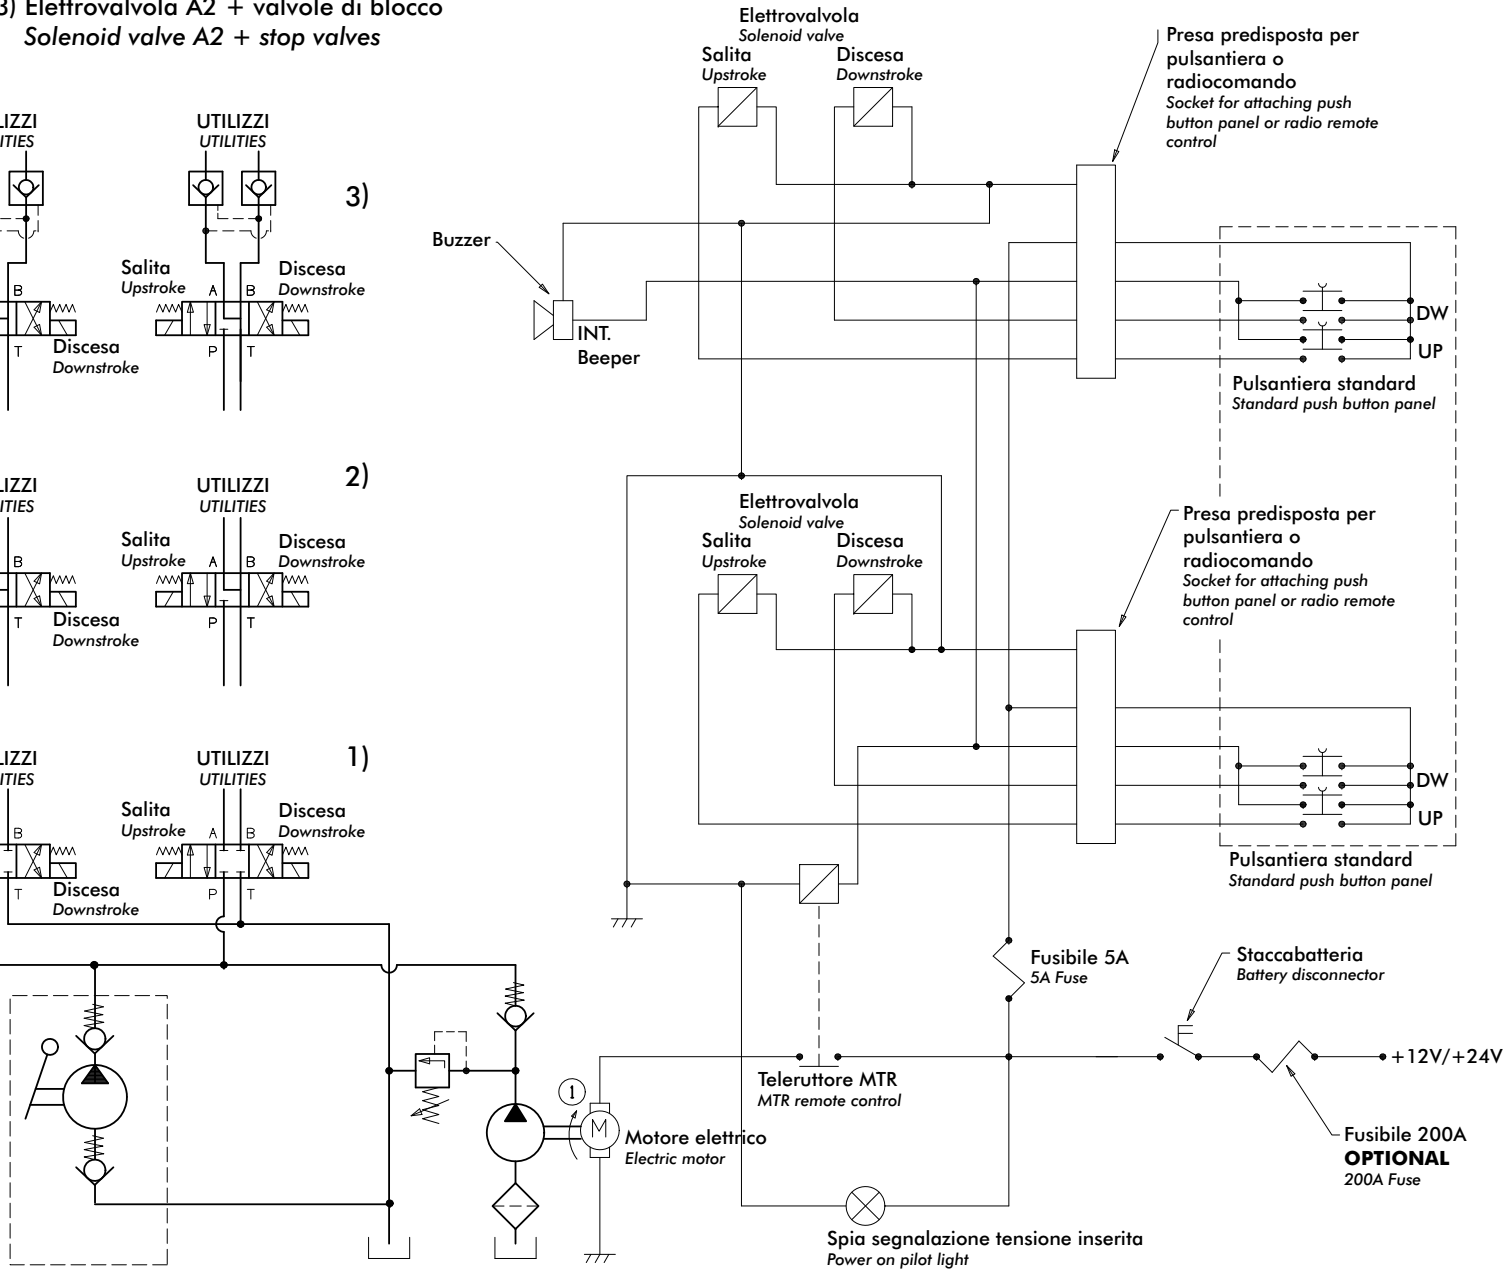 3) Elettrovalvola A2 + valvole di blocco
Solenoid valve A2 + stop valves
LIZZI
ITIES
UTILIZZI
UTILITIES
3)
B
T
Discesa
Downstroke
Salita
Upstroke
A
B
Discesa
Downstroke
P
T
LIZZI
ITIES
UTILIZZI
UTILITIES
2)
B
T
Discesa
Downstroke
Salita
Upstroke
A
B
Discesa
Downstroke
P
T
LIZZI
ITIES
UTILIZZI
UTILITIES
1)
B
T
Discesa
Downstroke
Salita
Upstroke
A
B
Discesa
Downstroke
P
T
Elettrovalvola
Solenoid valve
Salita
Upstroke
Discesa
Downstroke
Presa predisposta per
pulsantiera o
radiocomando
Socket for attaching push
button panel or radio remote
control
Buzzer
INT.
Beeper
DW
UP
Pulsantiera standard
Standard push button panel
Elettrovalvola
Solenoid valve
Salita
Upstroke
Discesa
Downstroke
Presa predisposta per
pulsantiera o
radiocomando
Socket for attaching push
button panel or radio remote
control
DW
UP
Pulsantiera standard
Standard push button panel
Fusibile 5A
5A Fuse
Staccabatteria
Battery disconnector
+12V/+24V
Teleruttore MTR
MTR remote control
1
M
Motore elettrico
Electric motor
Fusibile 200A
OPTIONAL
200A Fuse
Spia segnalazione tensione inserita
Power on pilot light